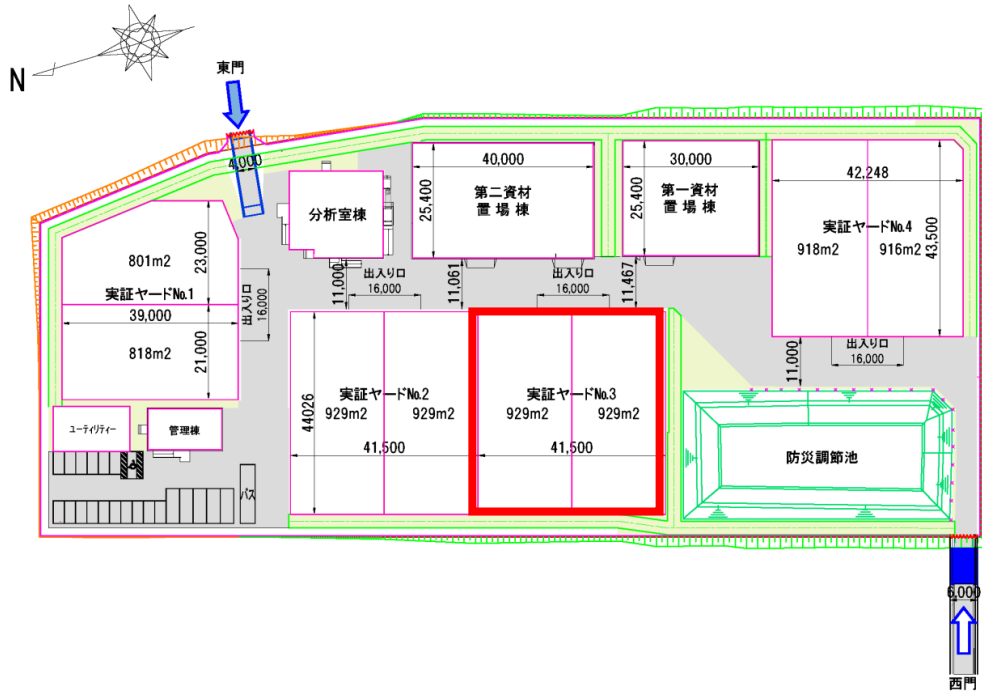 N
東門
4,000
40,000
第二資材
置場棟
25,400
30,000
第一資材
置場棟
25,400
42,248
実証ヤードNo.4
918m2
916m2
43,500
分析室棟
801m2
23,000
実証ヤードNo.1
39,000
818m2
21,000
出入り口
16,000
11,000
出入り口
16,000
11,061
出入り口
16,000
11,467
出入り口
16,000
11,000
実証ヤードNo.2
929m2
929m2
44026
41,500
実証ヤードNo.3
929m2
929m2
41,500
防災調節池
ユーティリティー
管理棟
バス
6,000
西門